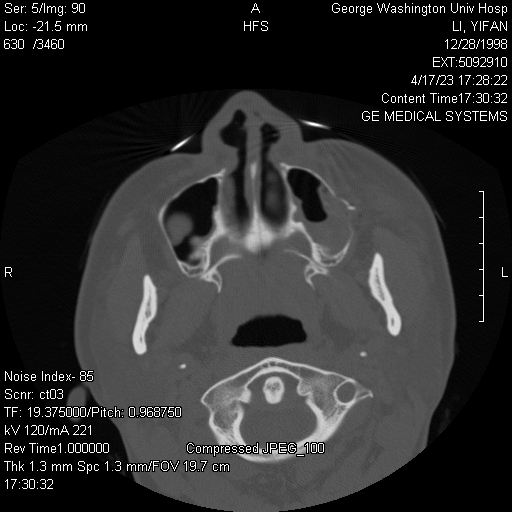 Ser: 5/Img: 90
Loc: -21.5 mm
630 /3460
A
HFS
George Washington Univ Hosp
LI, YIFAN
12/28/1998
EXT:5092910
4/17/23 17:28:22
Content Time17:30:32
GE MEDICAL SYSTEMS
R
L
Noise Index- 85
Scnr: ct03
TF: 19.375000/Pitch: 0.968750
kV 120/mA 221
Rev Time1.000000
Compressed JPEG_100
Thk 1.3 mm Spc 1.3 mm/FOV 19.7 cm
17:30:32